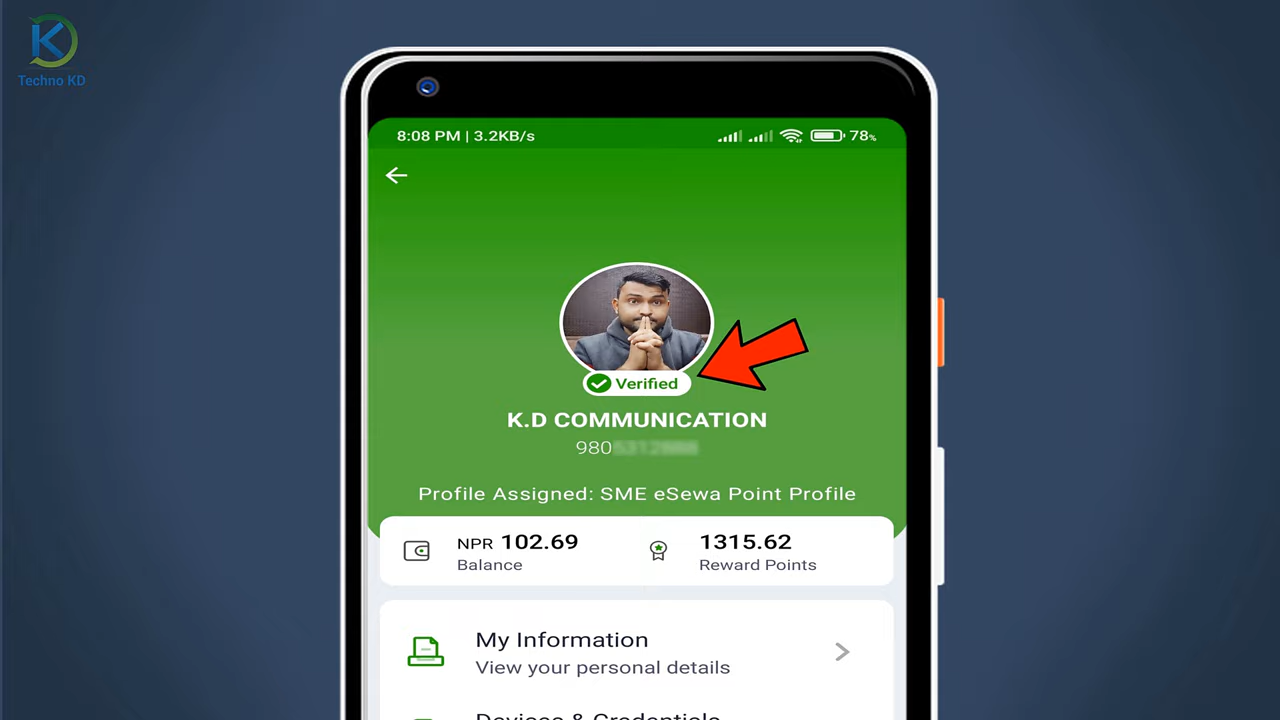 Techno KD
8:08 PM | 3.2KB/s
78%
Verified
K.D COMMUNICATION
980
Profile Assigned: SME eSewa Point Profile
NPR 102.69
Balance
1315.62
Reward Points
My Information
View your personal details
Devices & Credentials